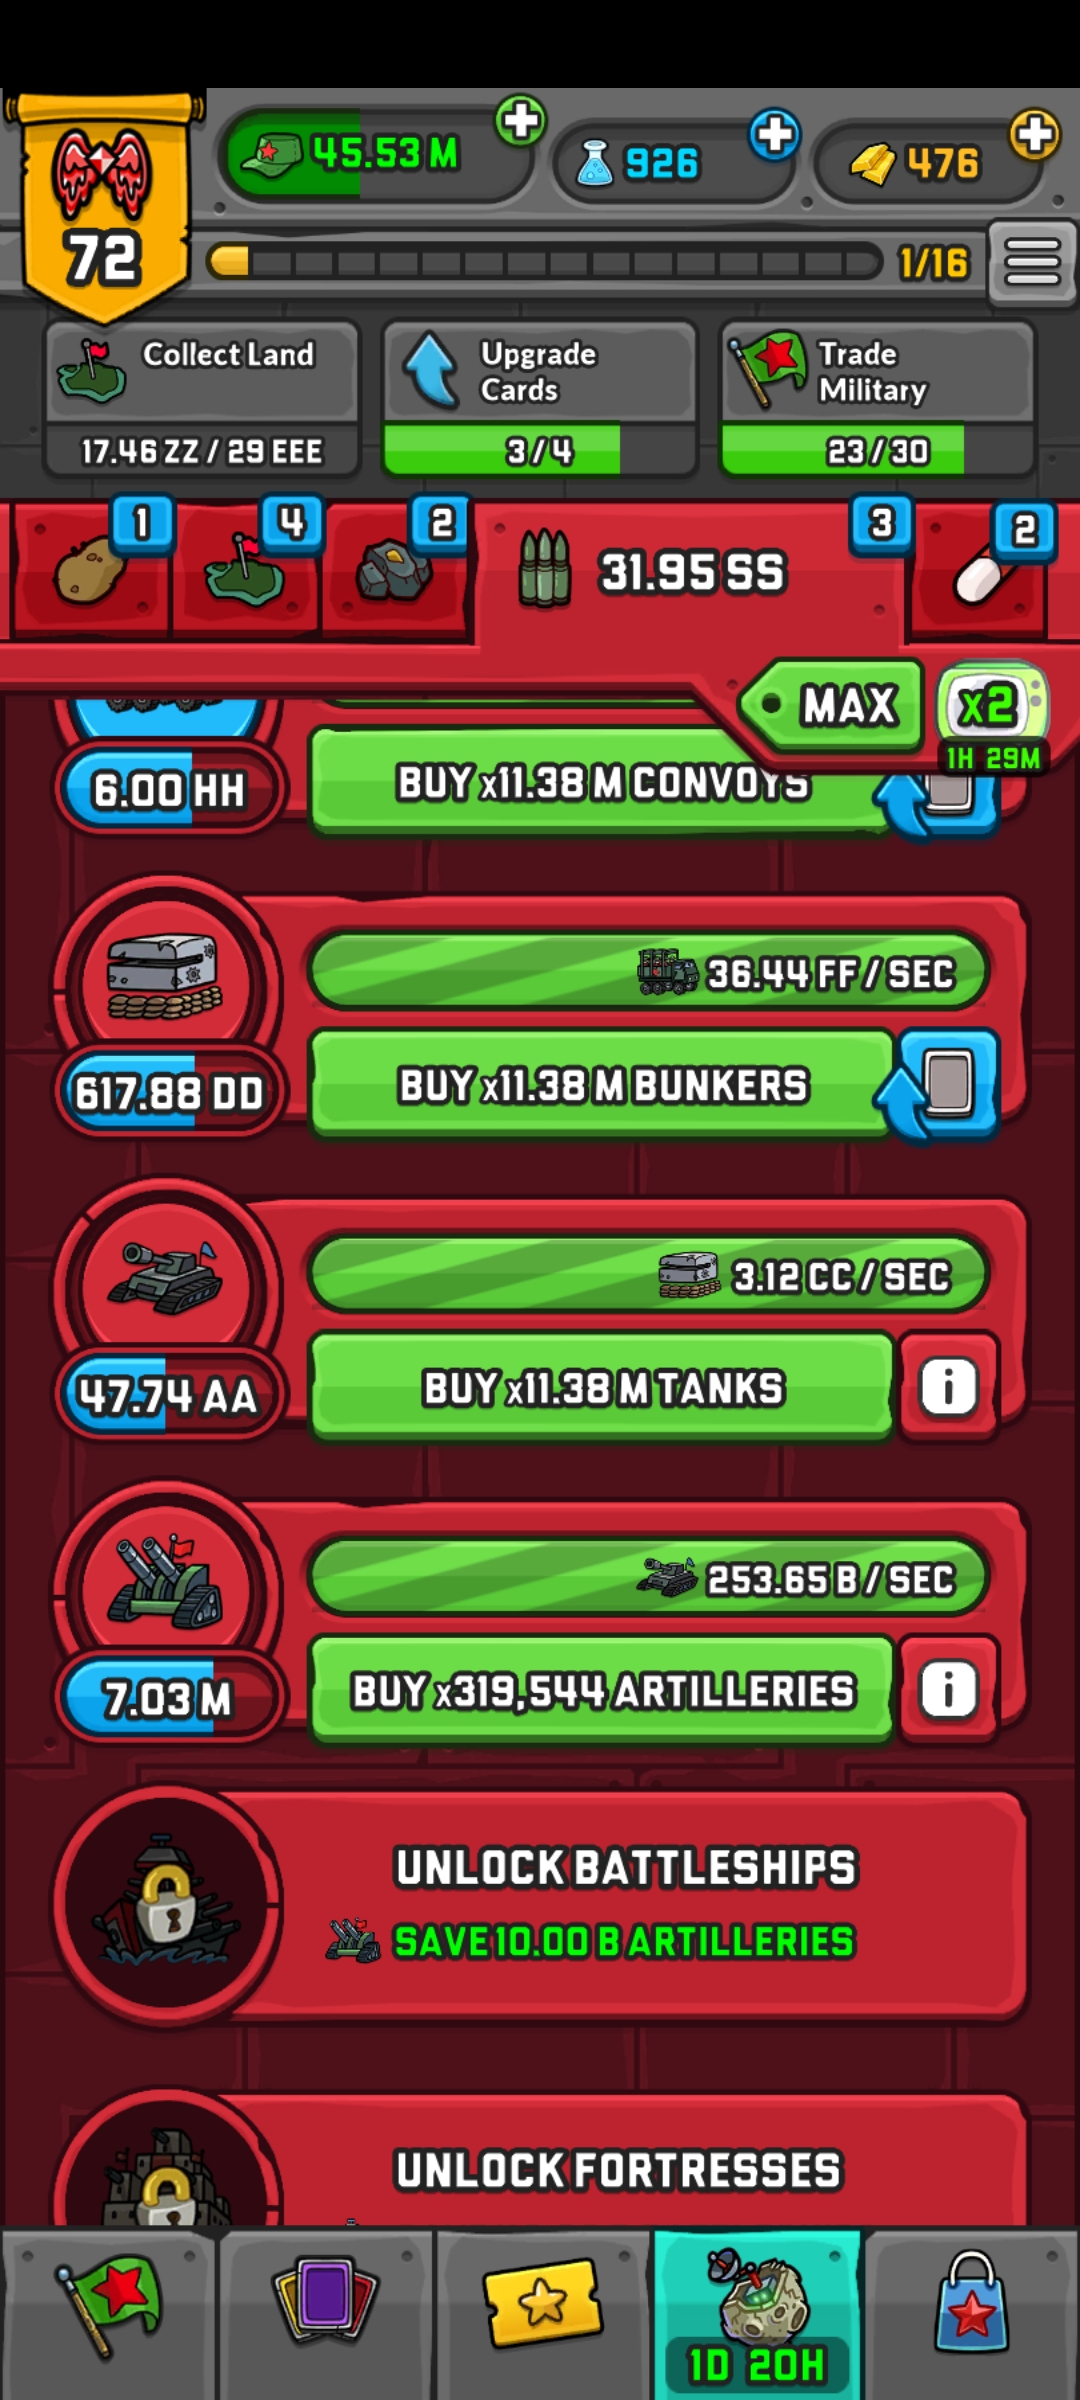 45.53 M
926
476
72
1/16
Collect Land
17.46 ZZ / 29 EEE
Upgrade
Cards
3/4
Trade
Military
23/30
1
4
2
31.95 SS
3
2
MAX
x2
1H 29M
6.00 HH
BUY x11.38 M CONVOYS
36.44 FF / SEC
617.88 DD
BUY x11.38 M BUNKERS
3.12 CC / SEC
47.74 AA
BUY x11.38 M TANKS
i
253.65 B / SEC
7.03 M
BUY x319,544 ARTILLERIES
i
UNLOCK BATTLESHIPS
SAVE 10.00 B ARTILLERIES
UNLOCK FORTRESSES
1D 20H